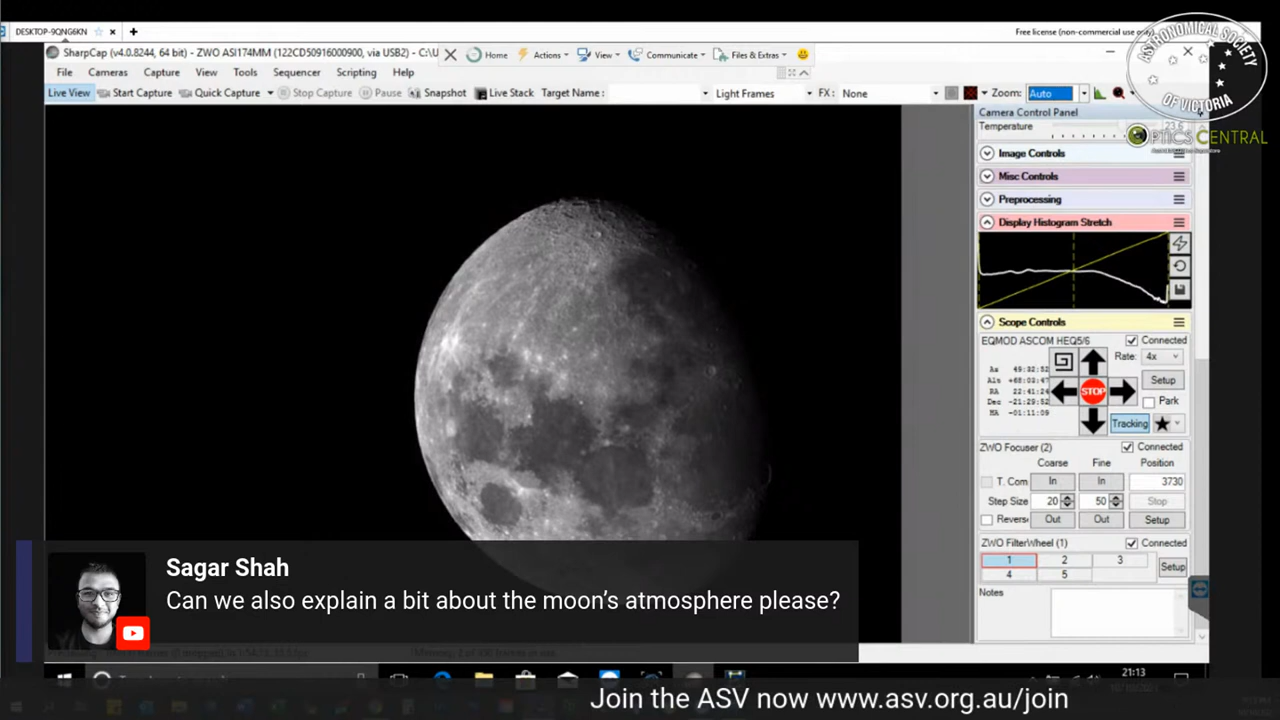 DESKTOP-9QNG6KN
Free license (non-commercial use only)
SharpCap (v4.0.8244, 64 bit) - ZWO ASI174MM (122CD50916000900, via USB2) - C:\U
Home Actions View Communicate Files & Extras
File Cameras Capture View Tools Sequencer Scripting Help
Live View Start Capture Quick Capture Stop Capture Pause Snapshot Live Stack Target Name: Light Frames FX: None Zoom: Auto
ASTRONOMICAL SOCIETY
OF VICTORIA
OPTICS CENTRAL
Camera Control Panel
Temperature
Image Controls
Misc Controls
Preprocessing
Display Histogram Stretch
Scope Controls
EQMOD ASCOM HEQ5/6 Connected
Rate: 4x
Setup
Park
STOP
Tracking
ZWO Focuser (2) Connected
Coarse Fine Position
T. Com In In 3730
Step Size 20 50 Stop
Reverse Out Out Setup
ZWO FilterWheel (1) Connected
1 2 3
4 5
Setup
Notes
Sagar Shah
Can we also explain a bit about the moon's atmosphere please?
21:13
Join the ASV now www.asv.org.au/join